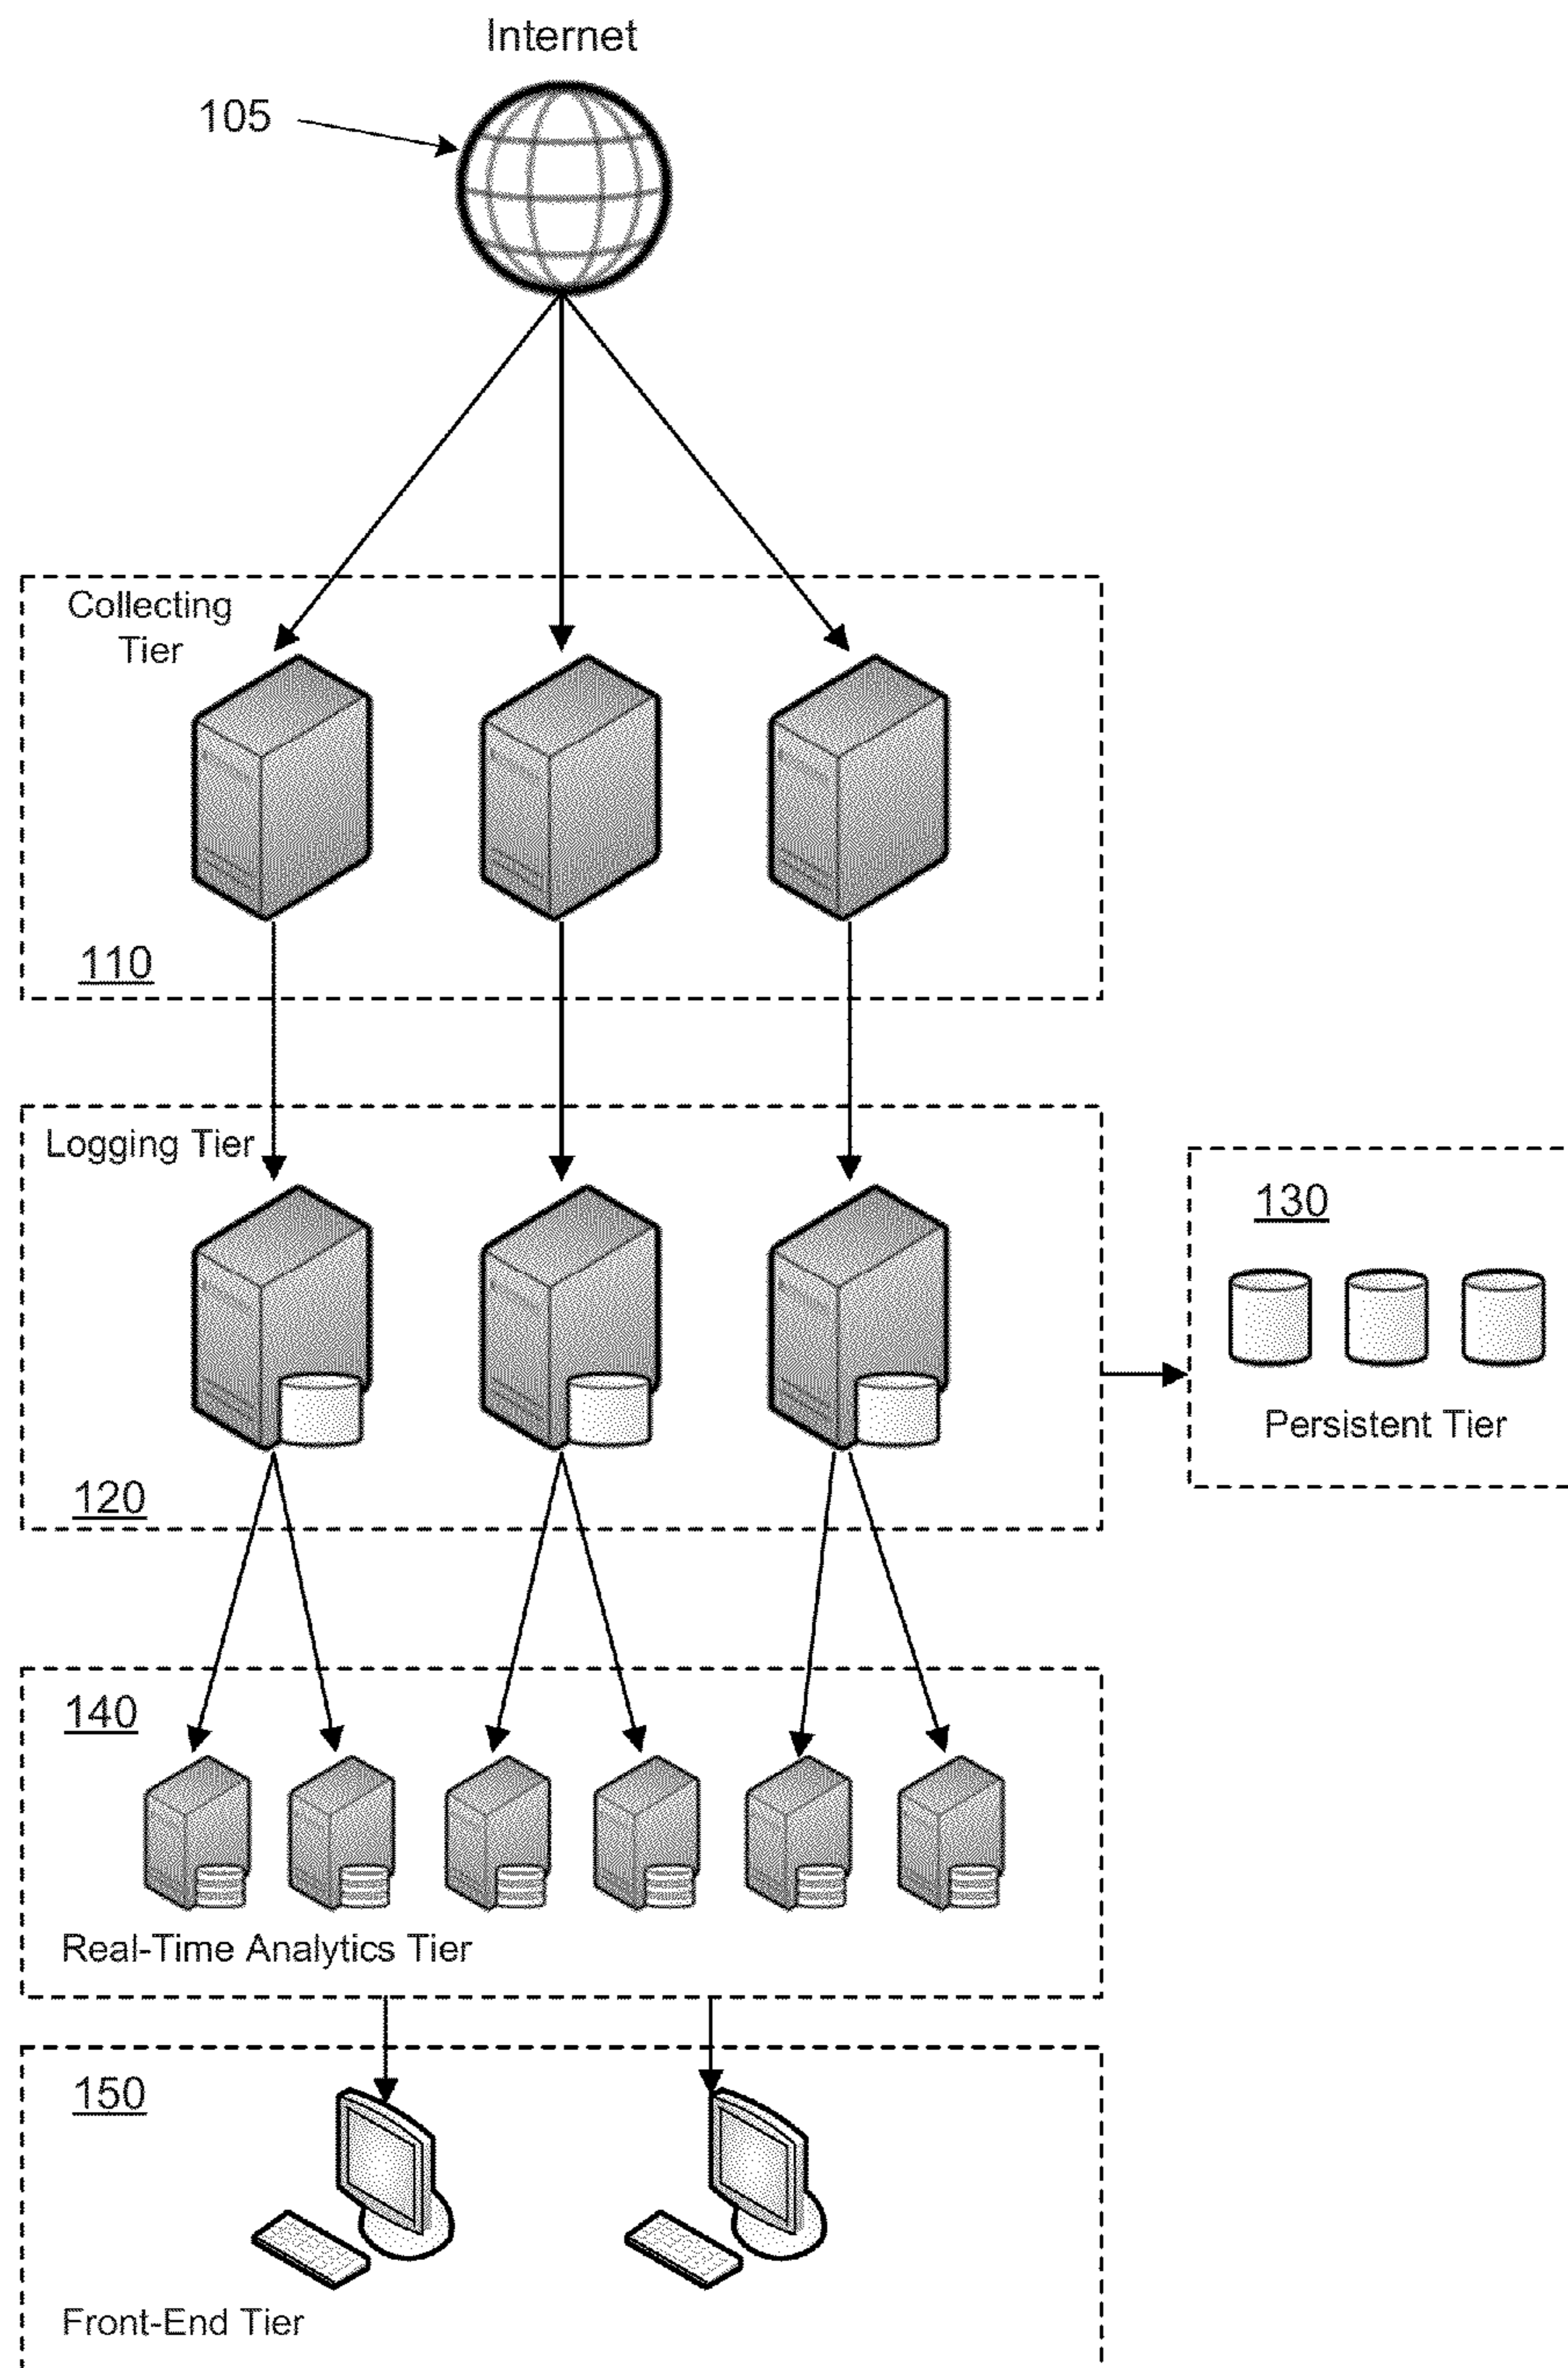 Internet
105
Collecting
Tier
110
Logging Tier
130
Persistent Tier
120
140
Real-Time Analytics Tier
150
Front-End Tier